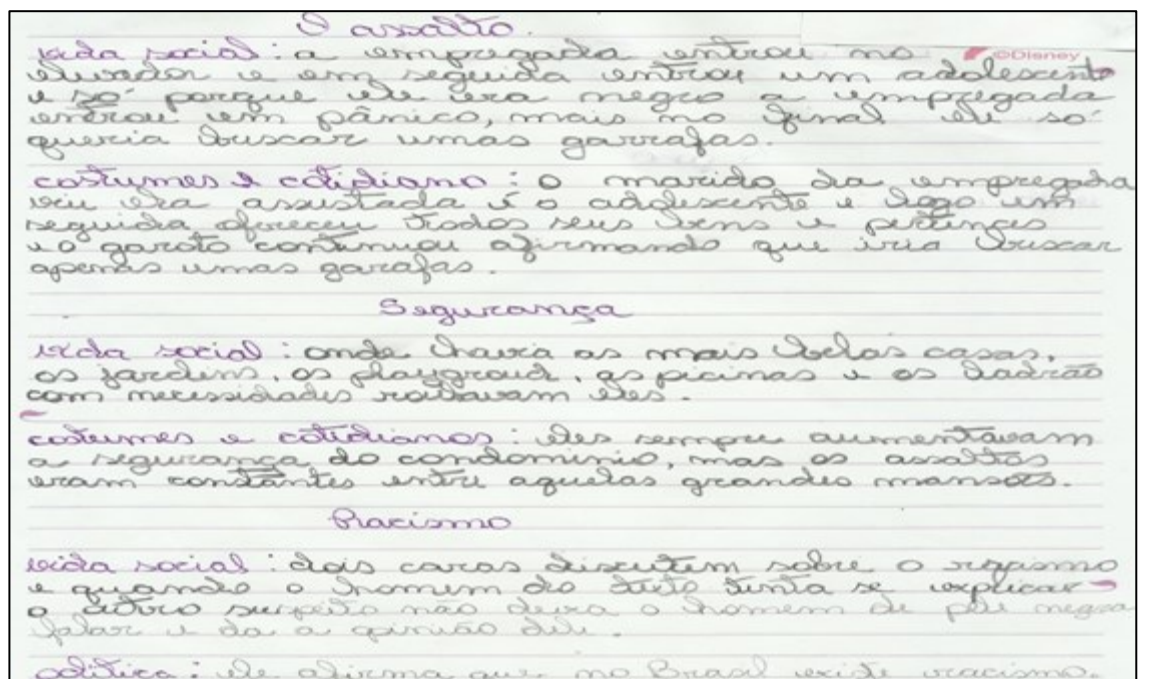 O assalto.
vida social: a empregada entrou no
©Disney
elevador e em seguida entrou um adolescente
e só porque ele era negro a empregada
entrou em pânico, mais no final ele só
queria buscar umas garrafas.
costumes e cotidiano: o marido da empregada
veu ela assustada é o adolescente e logo em
seguida ofereceu todos seus bens e pertinces
e o garoto continuou afirmando que iria buscar
apenas umas garafas.
Segurança
vida social: onde havia as mais belas casas,
os jardins, os playgroud, as picinas e os ladrão
com necessidades roubavam eles.
costumes e cotidianos: eles sempre aumentavam
a segurança do condominio, mas os assaltos
eram constantes entre aquelas grandes mansões.
Racismo
vida social: dois caras discutem sobre o racismo
e quando o homem do texto tenta se explicar
o outro sujeito não deixa o homem de pele negra
falar e da a opinião dele.
politica: ele afirma que no Brasil existe racismo.